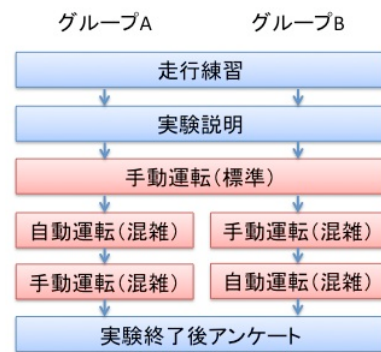 グループA グループB
走行練習
実験説明
手動運転(標準)
自動運転(混雑) 手動運転(混雑)
手動運転(混雑) 自動運転(混雑)
実験終了後アンケート